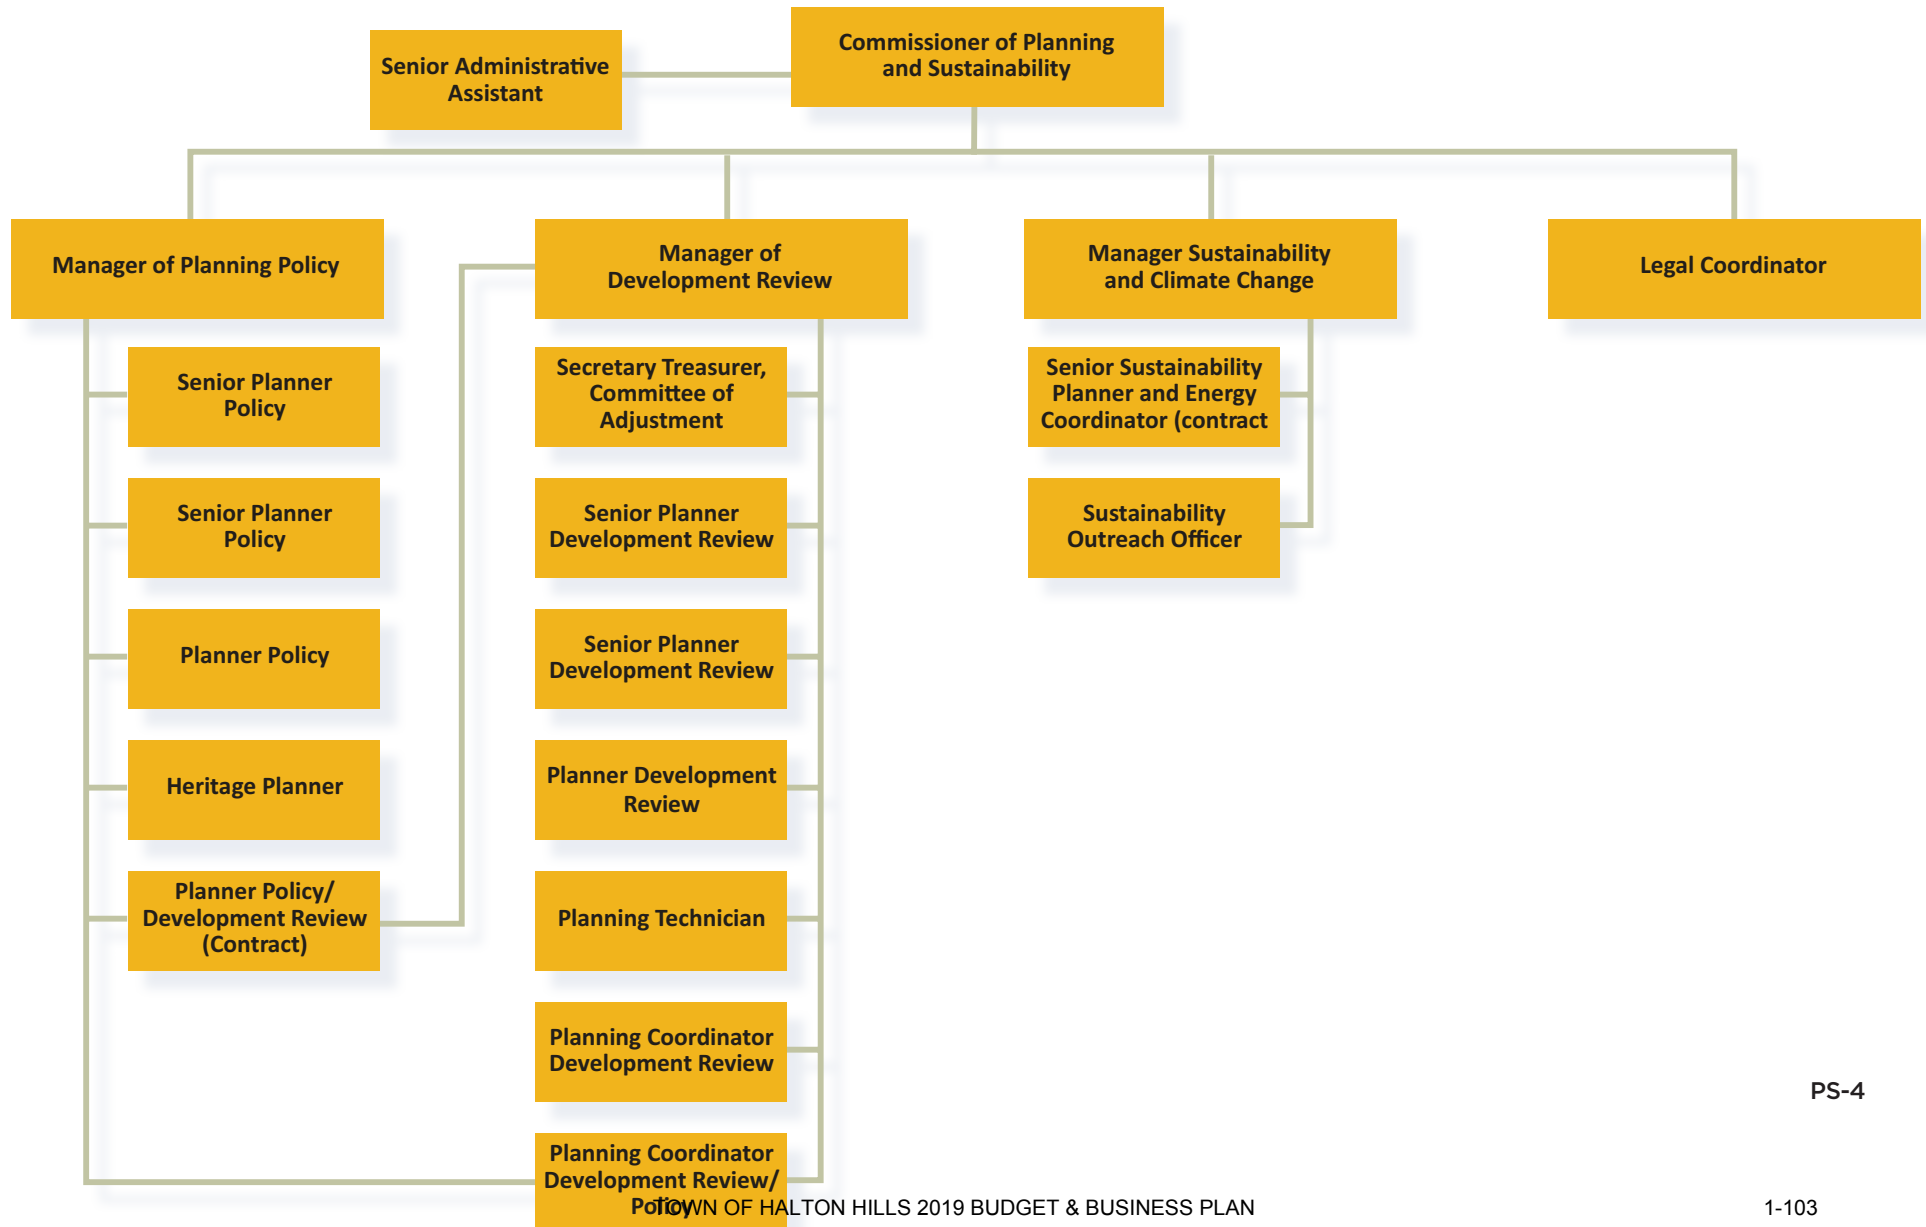 Senior Administrative
Assistant
Commissioner of Planning
and Sustainability
Manager of Planning Policy
Manager of
Development Review
Manager Sustainability
and Climate Change
Legal Coordinator
Senior Planner
Policy
Senior Planner
Policy
Planner Policy
Heritage Planner
Planner Policy/
Development Review
(Contract)
Secretary Treasurer,
Committee of
Adjustment
Senior Planner
Development Review
Senior Planner
Development Review
Planner Development
Review
Planning Technician
Planning Coordinator
Development Review
Planning Coordinator
Development Review/
Policy
Senior Sustainability
Planner and Energy
Coordinator (contract
Sustainability
Outreach Officer
PS-4
TOWN OF HALTON HILLS 2019 BUDGET & BUSINESS PLAN
1-103